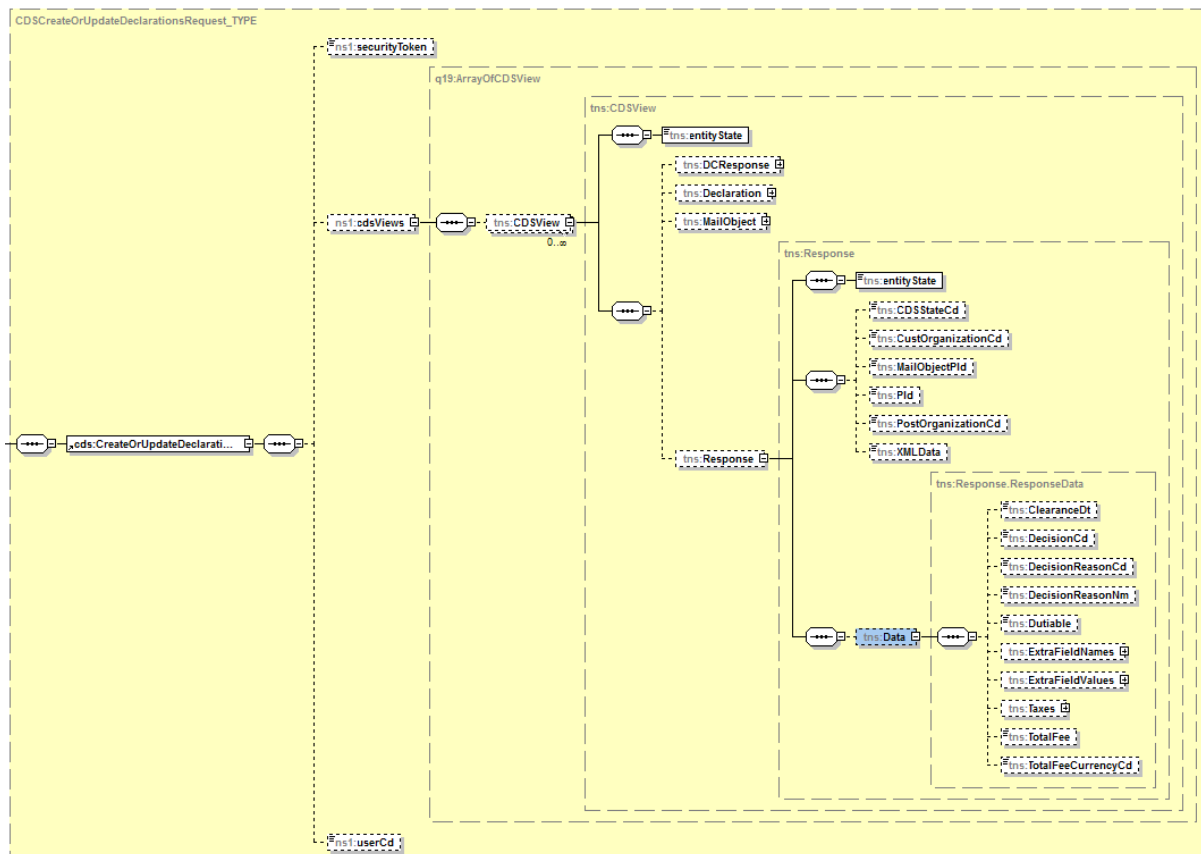 CDSCreateOrUpdateDeclarationsRequest_TYPE
ns1:securityToken
q19:ArrayOfCDSView
tns:CDSView
tns:entityState
tns:DCResponse
tns:Declaration
ns1:cdsViews
tns:CDSView
0..∞
tns:MailObject
tns:Response
tns:entityState
tns:CDSStateCd
tns:CustOrganizationCd
tns:MailObjectPId
tns:PId
tns:PostOrganizationCd
cds:CreateOrUpdateDeclarati...
tns:Response
tns:XMLData
tns:Response.ResponseData
tns:ClearanceDt
tns:DecisionCd
tns:DecisionReasonCd
tns:DecisionReasonNm
tns:Dutiable
tns:Data
tns:ExtraFieldNames
tns:ExtraFieldValues
tns:Taxes
tns:TotalFee
tns:TotalFeeCurrencyCd
ns1:userCd